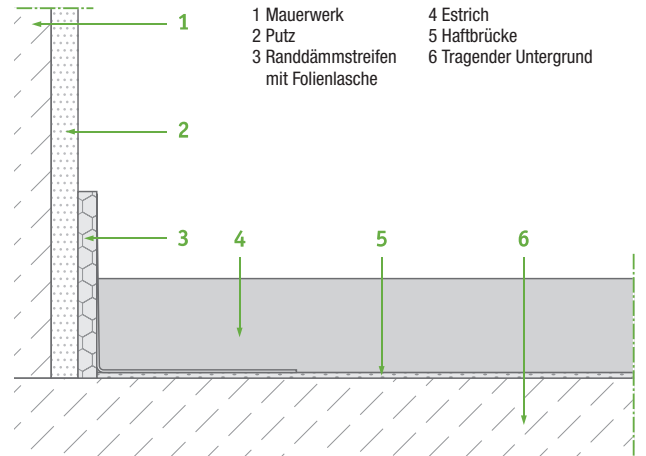 1 Mauerwerk
2 Putz
3 Randdämmstreifen
mit Folienlasche
4 Estrich
5 Haftbrücke
6 Tragender Untergrund
1
2
3
4
5
6